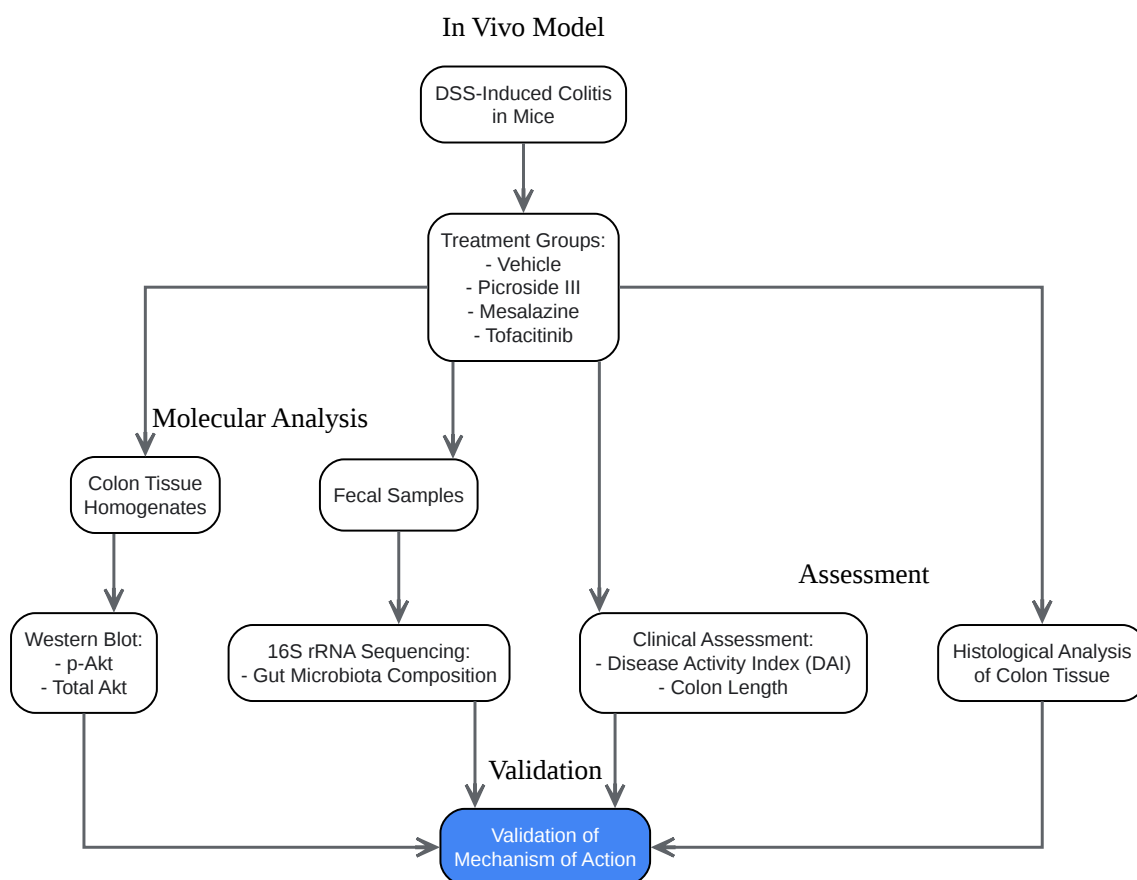 In Vivo Model
DSS-Induced Colitis
in Mice
Treatment Groups:
- Vehicle
- Picroside III
- Mesalazine
- Tofacitinib
Molecular Analysis
Colon Tissue
Homogenates
Fecal Samples
Assessment
Western Blot:
- p-Akt
- Total Akt
16S rRNA Sequencing:
- Gut Microbiota Composition
Clinical Assessment:
- Disease Activity Index (DAI)
- Colon Length
Histological Analysis
of Colon Tissue
Validation
Validation of
Mechanism of Action